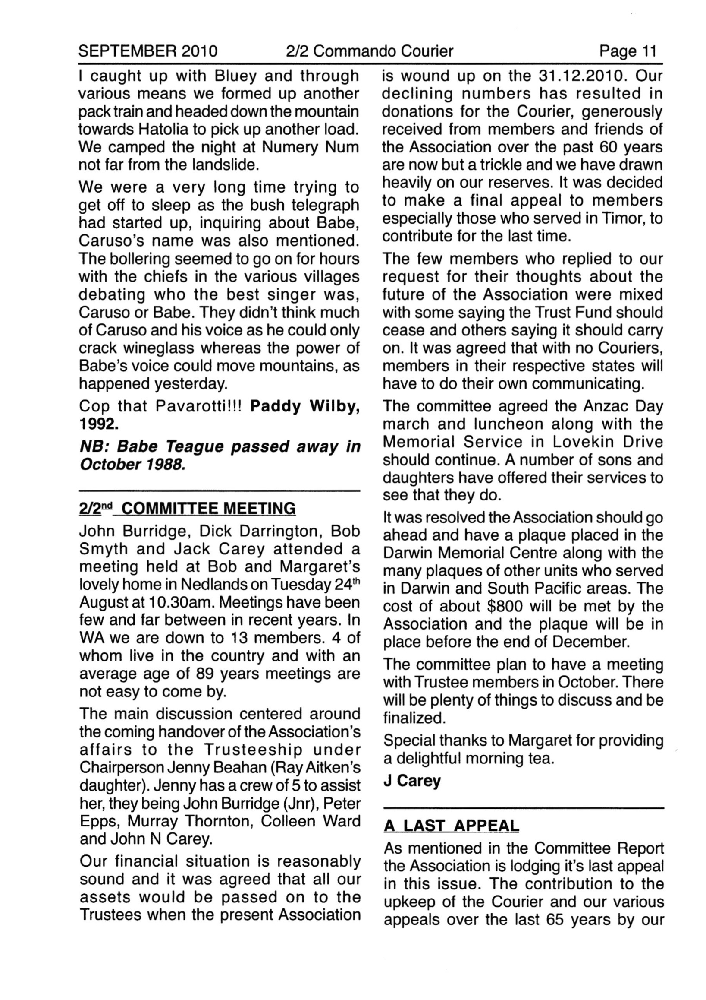 SEPTEMBER 2010 2/2 Commando Courier Page 11
I caught up with Bluey and through
various means we formed up another
pack train and headed down the mountain
towards Hatolia to pick up another load.
We camped the night at Numery Num
not far from the landslide.
We were a very long time trying to
get off to sleep as the bush telegraph
had started up, inquiring about Babe,
Caruso's name was also mentioned.
The bollering seemed to go on for hours
with the chiefs in the various villages
debating who the best singer was,
Caruso or Babe. They didn't think much
of Caruso and his voice as he could only
crack wineglass whereas the power of
Babe's voice could move mountains, as
happened yesterday.
Cop that Pavarotti!!! Paddy Wilby,
1992.
NB: Babe Teague passed away in
October 1988.
2/2nd COMMITTEE MEETING
John Burridge, Dick Darrington, Bob
Smyth and Jack Carey attended a
meeting held at Bob and Margaret's
lovely home in Nedlands on Tuesday 24th
August at 10.30am. Meetings have been
few and far between in recent years. In
WA we are down to 13 members. 4 of
whom live in the country and with an
average age of 89 years meetings are
not easy to come by.
The main discussion centered around
the coming handover of the Association's
affairs to the Trusteeship under
Chairperson Jenny Beahan (Ray Aitken's
daughter). Jenny has a crew of 5 to assist
her, they being John Burridge (Jnr), Peter
Epps, Murray Thornton, Colleen Ward
and John N Carey.
Our financial situation is reasonably
sound and it was agreed that all our
assets would be passed on to the
Trustees when the present Association
is wound up on the 31.12.2010. Our
declining numbers has resulted in
donations for the Courier, generously
received from members and friends of
the Association over the past 60 years
are now but a trickle and we have drawn
heavily on our reserves. It was decided
to make a final appeal to members
especially those who served in Timor, to
contribute for the last time.
The few members who replied to our
request for their thoughts about the
future of the Association were mixed
with some saying the Trust Fund should
cease and others saying it should carry
on. It was agreed that with no Couriers,
members in their respective states will
have to do their own communicating.
The committee agreed the Anzac Day
march and luncheon along with the
Memorial Service in Lovekin Drive
should continue. A number of sons and
daughters have offered their services to
see that they do.
It was resolved the Association should go
ahead and have a plaque placed in the
Darwin Memorial Centre along with the
many plaques of other units who served
in Darwin and South Pacific areas. The
cost of about $800 will be met by the
Association and the plaque will be in
place before the end of December.
The committee plan to have a meeting
with Trustee members in October. There
will be plenty of things to discuss and be
finalized.
Special thanks to Margaret for providing
a delightful morning tea.
J Carey
A LAST APPEAL
As mentioned in the Committee Report
the Association is lodging it's last appeal
in this issue. The contribution to the
upkeep of the Courier and our various
appeals over the last 65 years by our